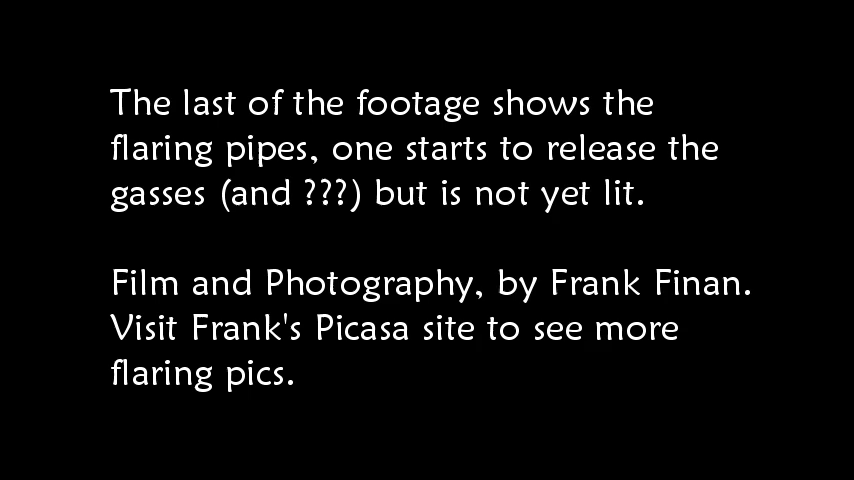 The last of the footage shows the
flaring pipes, one starts to release the
gasses (and ???) but is not yet lit.
Film and Photography, by Frank Finan.
Visit Frank's Picasa site to see more
flaring pics.